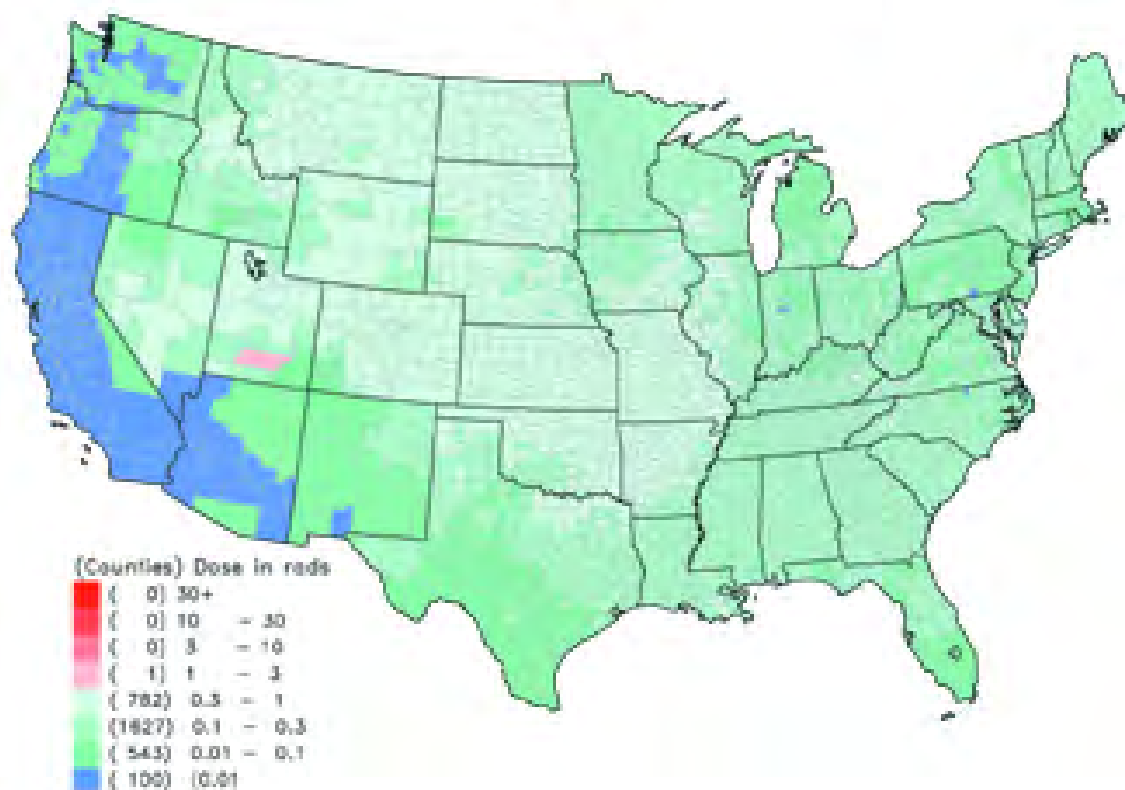 (Counties) Dose in rads
( 0) 30+
( 0) 10 - 30
( 0) 3 - 10
( 1) 1 - 3
( 782) 0.3 - 1
(1627) 0.1 - 0.3
( 543) 0.01 - 0.1
( 100) (0.01